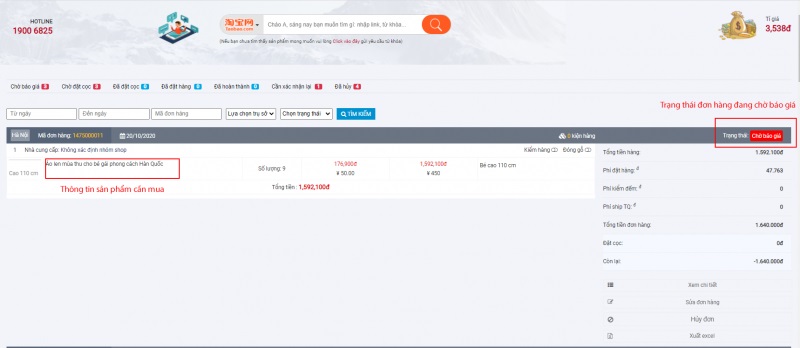 HOTLINE
1900 6825
淘宝网
Taobao.com
Chào A, sáng nay bạn muốn tìm gì. nhập link, từ khóa...
(Nếu bạn chưa tìm thấy sản phẩm mong muốn vui lòng Click vào đây gửi yêu cầu từ khóa)
Tỉ giá
3,538đ
Chờ báo giá 3 Chờ đặt cọc 3 Đã đặt cọc 0 Đã đặt hàng 0 Đã hoàn thành 0 Cần xác nhận lại 1 Đã hủy 4
Trạng thái đơn hàng đang chờ báo giá
Từ ngày Đến ngày Mã đơn hàng Lựa chọn trụ sở Chọn trạng thái TÌM KIẾM
Hà Nội Mã đơn hàng: 1475000011 20/10/2020 0 Kiện hàng Trạng thái: Chờ báo giá
1 Nhà cung cấp: Không xác định nhóm shop Kiểm hàng Đóng gỗ
Áo len mùa thu cho bé gái phong cách Hàn Quốc
Cao 110 cm
Số lượng: 9
176,900đ
¥ 50.00
1,592,100đ
¥ 450
Bé cao 110 cm
Thông tin sản phẩm cần mua
Tổng tiền : 1,592,100đ
Tổng tiền hàng: 1.592.100đ
Phí đặt hàng: đ 47.763
Phí kiểm đếm: đ 0
Phí ship TQ: đ 0
Tổng tiền đơn hàng: 1.640.000đ
Đặt cọc: 0đ
Còn lại: -1.640.000đ
Xem chi tiết
Sửa đơn hàng
Hủy đơn
Xuất excel